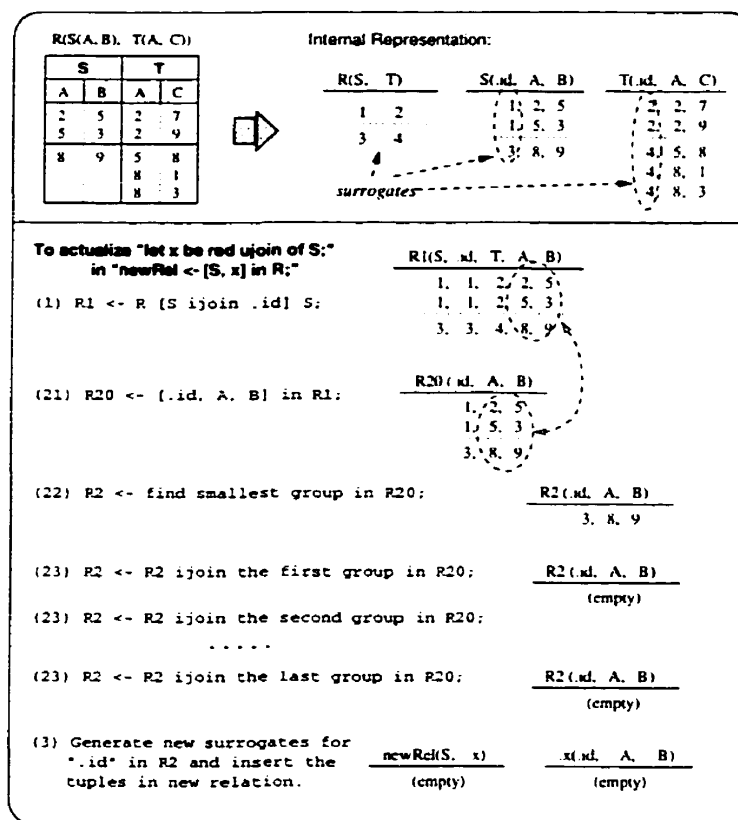 R(S(A, B), T(A, C))
Internal Representation:
S T
A B A C
2 5 2 7
5 3 2 9
8 9 5 8
8 1
8 3
R(S, T)
1 2
3 4
S(.id, A, B)
1, 2, 5
1, 5, 3
3, 8, 9
T(.id, A, C)
2, 2, 7
2, 2, 9
4, 5, 8
4, 8, 1
4, 8, 3
surrogates
To actualize "let x be red ujoin of S;"
in "newRel <- [S, x] in R;"
R1(S, .id, T, A, B)
1, 1, 2, 2, 5
1, 1, 2, 5, 3
3, 3, 4, 8, 9
(1) R1 <- R [S ijoin .id] S;
(21) R20 <- [.id, A, B] in R1;
R20(.id, A, B)
1, 2, 5
1, 5, 3
3, 8, 9
(22) R2 <- find smallest group in R20;
R2(.id, A, B)
3, 8, 9
(23) R2 <- R2 ijoin the first group in R20;
R2(.id, A, B)
(empty)
(23) R2 <- R2 ijoin the second group in R20;
. . . . .
(23) R2 <- R2 ijoin the last group in R20;
R2(.id, A, B)
(empty)
(3) Generate new surrogates for
".id" in R2 and insert the
tuples in new relation.
newRel(S, x)
(empty)
.x(.id, A, B)
(empty)